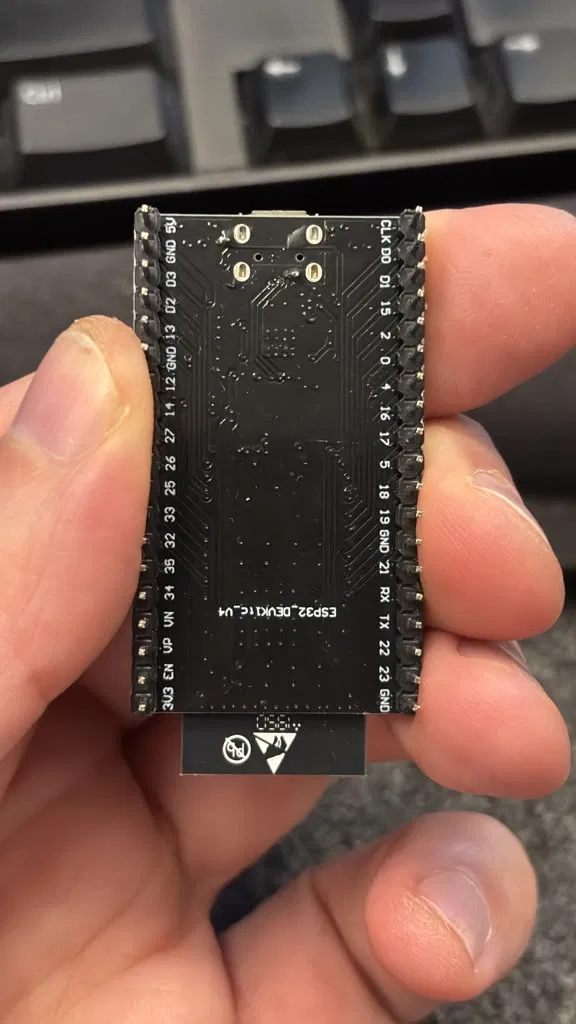 5V
GND
D3
D2
13
GND
12
14
27
26
25
33
32
35
34
VN
VP
EN
3V3
CLK
D0
D1
15
2
0
4
16
17
5
18
19
GND
21
RX
TX
22
23
GND
ESP32_DEVKitc_V4
Pb